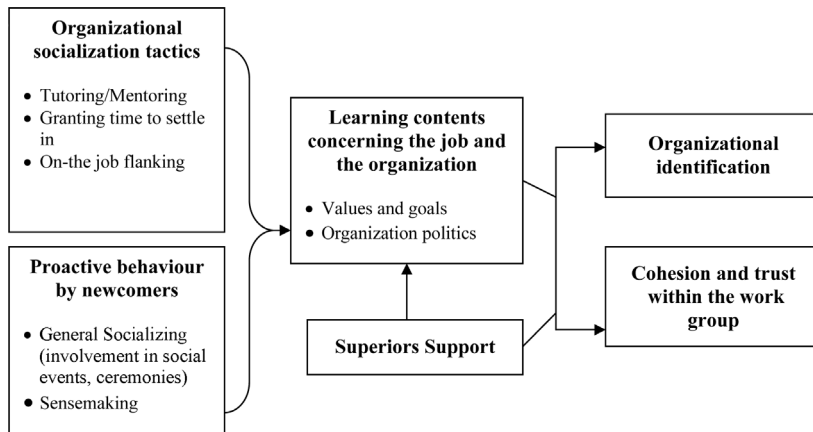 Organizational
socialization tactics
• Tutoring/Mentoring
• Granting time to settle
in
• On-the job flanking
Proactive behaviour
by newcomers
• General Socializing
(involvement in social
events, ceremonies)
• Sensemaking
Learning contents
concerning the job and
the organization
• Values and goals
• Organization politics
Superiors Support
Organizational
identification
Cohesion and trust
within the work
group